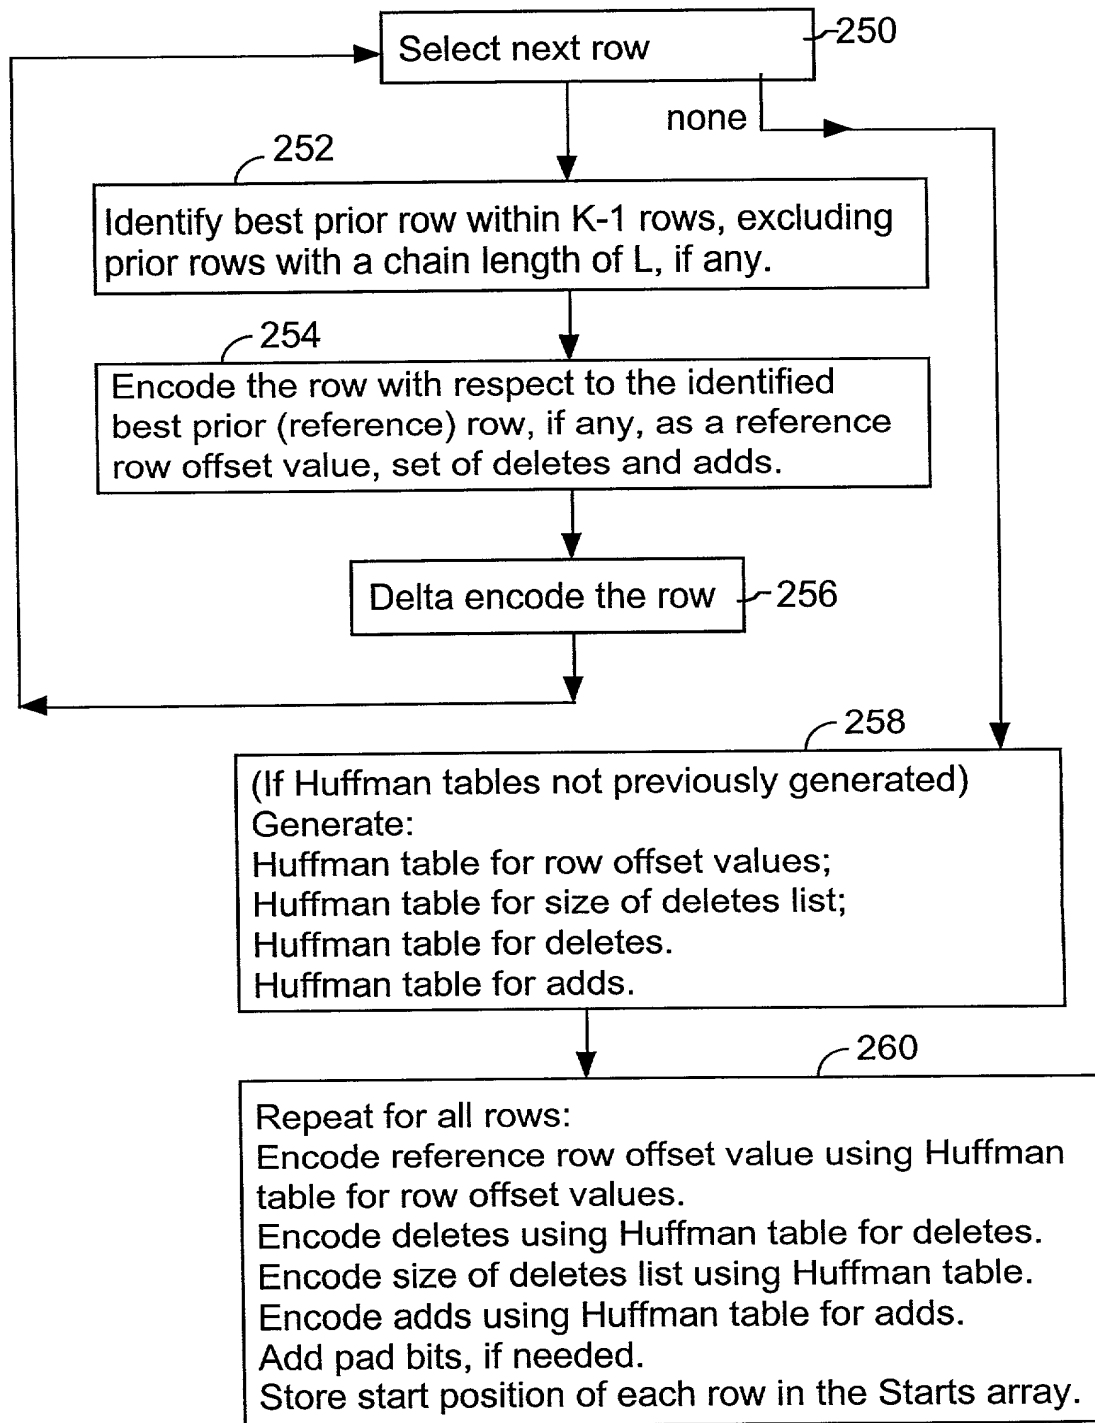 Select next row
250
none
252
Identify best prior row within K-1 rows, excluding
prior rows with a chain length of L, if any.
254
Encode the row with respect to the identified
best prior (reference) row, if any, as a reference
row offset value, set of deletes and adds.
Delta encode the row
256
258
(If Huffman tables not previously generated)
Generate:
Huffman table for row offset values;
Huffman table for size of deletes list;
Huffman table for deletes.
Huffman table for adds.
260
Repeat for all rows:
Encode reference row offset value using Huffman
table for row offset values.
Encode deletes using Huffman table for deletes.
Encode size of deletes list using Huffman table.
Encode adds using Huffman table for adds.
Add pad bits, if needed.
Store start position of each row in the Starts array.